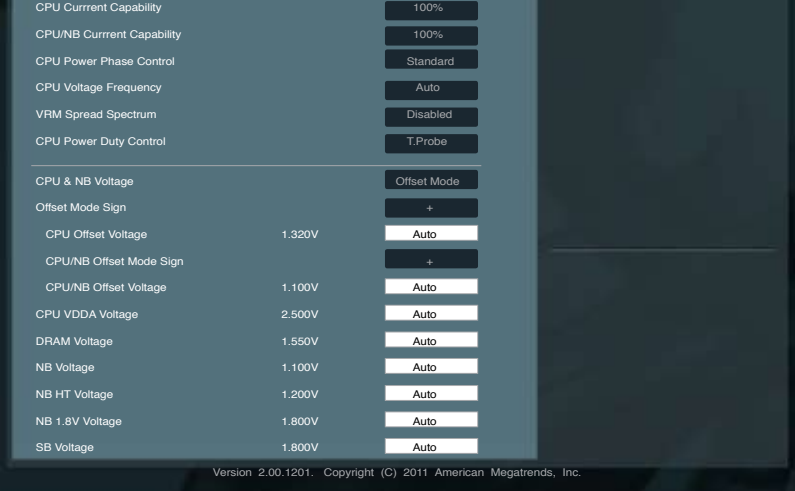 CPU Currrent Capability 100%
CPU/NB Currrent Capability 100%
CPU Power Phase Control Standard
CPU Voltage Frequency Auto
VRM Spread Spectrum Disabled
CPU Power Duty Control T.Probe
CPU & NB Voltage Offset Mode
Offset Mode Sign +
CPU Offset Voltage 1.320V Auto
CPU/NB Offset Mode Sign +
CPU/NB Offset Voltage 1.100V Auto
CPU VDDA Voltage 2.500V Auto
DRAM Voltage 1.550V Auto
NB Voltage 1.100V Auto
NB HT Voltage 1.200V Auto
NB 1.8V Voltage 1.800V Auto
SB Voltage 1.800V Auto
Version 2.00.1201. Copyright (C) 2011 American Megatrends, Inc.